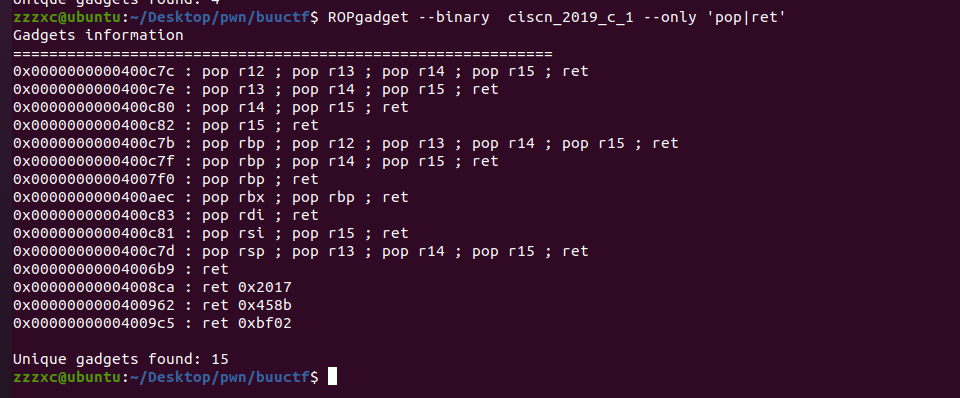 zzzxc@ubuntu:~/Desktop/pwn/buuctf$ ROPgadget --binary  ciscn_2019_c_1 --only 'pop|ret'
Gadgets information
============================================================
0x0000000000400c7c : pop r12 ; pop r13 ; pop r14 ; pop r15 ; ret
0x0000000000400c7e : pop r13 ; pop r14 ; pop r15 ; ret
0x0000000000400c80 : pop r14 ; pop r15 ; ret
0x0000000000400c82 : pop r15 ; ret
0x0000000000400c7b : pop rbp ; pop r12 ; pop r13 ; pop r14 ; pop r15 ; ret
0x0000000000400c7f : pop rbp ; pop r14 ; pop r15 ; ret
0x00000000004007f0 : pop rbp ; ret
0x0000000000400aec : pop rbx ; pop rbp ; ret
0x0000000000400c83 : pop rdi ; ret
0x0000000000400c81 : pop rsi ; pop r15 ; ret
0x0000000000400c7d : pop rsp ; pop r13 ; pop r14 ; pop r15 ; ret
0x00000000004006b9 : ret
0x00000000004008ca : ret 0x2017
0x0000000000400962 : ret 0x458b
0x00000000004009c5 : ret 0xbf02
Unique gadgets found: 15
zzzxc@ubuntu:~/Desktop/pwn/buuctf$